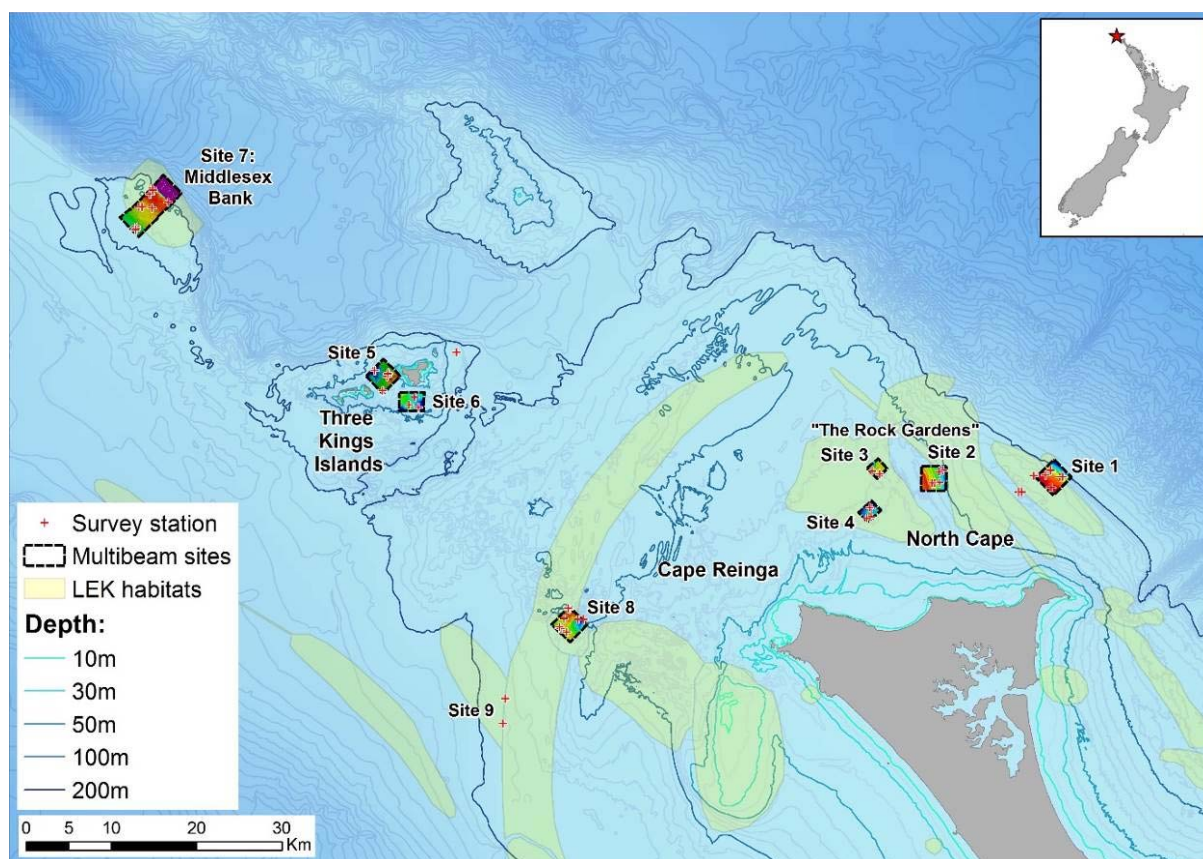 Site 7:
Middlesex
Bank
Site 5
Site 6
Three
Kings
Islands
"The Rock Gardens"
Site 3
Site 2
Site 1
Site 4
North Cape
Cape Reinga
Site 8
Site 9
Survey station
Multibeam sites
LEK habitats
Depth:
10m
30m
50m
100m
200m
0 5 10 20 30
Km